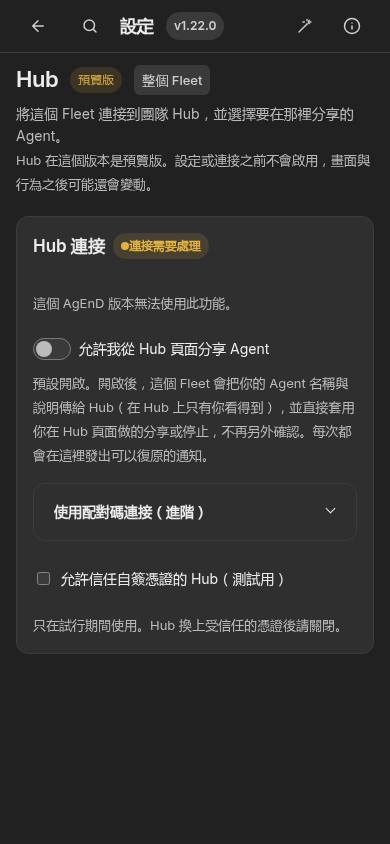 設定 v1.22.0
Hub 預覽版 整個 Fleet
將這個 Fleet 連接到團隊 Hub，並選擇要在那裡分享的
Agent。
Hub 在這個版本是預覽版。設定或連接之前不會啟用，畫面與
行為之後可能還會變動。
Hub 連接 連接需要處理
這個 AgEnD 版本無法使用此功能。
允許我從 Hub 頁面分享 Agent
預設開啟。開啟後，這個 Fleet 會把你的 Agent 名稱與
說明傳給 Hub（在 Hub 上只有你看得到），並直接套用
你在 Hub 頁面做的分享或停止，不再另外確認。每次都
會在這裡發出可以復原的通知。
使用配對碼連接（進階）
允許信任自簽憑證的 Hub（測試用）
只在試行期間使用。Hub 換上受信任的憑證後請關閉。